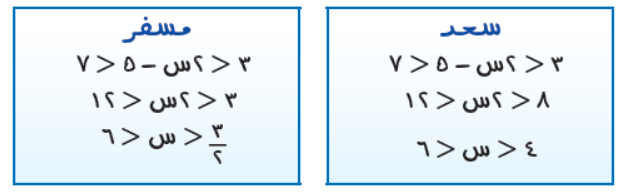 سعد
٣ < ٢س – ٥ < ٧
٨ < ٢س < ١٢
٤ < س < ٦
مسفر
٣ < ٢س – ٥ < ٧
٣ < ٢س < ١٢
٣/٢ < س < ٦